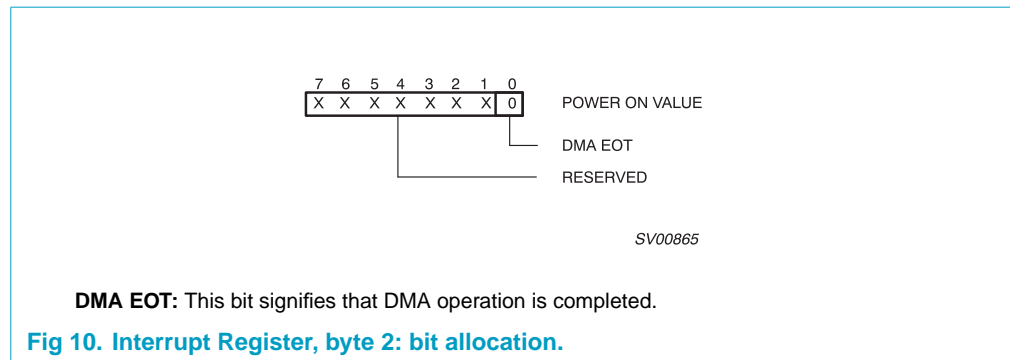 7 6 5 4 3 2 1 0
X X X X X X X 0 POWER ON VALUE
DMA EOT
RESERVED
SV00865
DMA EOT: This bit signifies that DMA operation is completed.
Fig 10. Interrupt Register, byte 2: bit allocation.